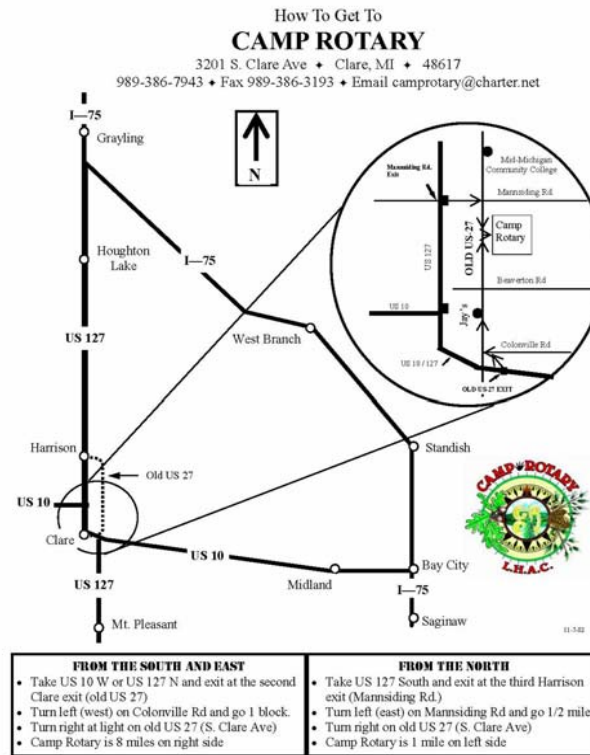 How To Get To
CAMP ROTARY
3201 S. Clare Ave ✦ Clare, MI ✦ 48617
989-386-7943 ✦ Fax 989-386-3193 ✦ Email camprotary@charter.net
I—75
Grayling
N
Mannsiding Rd.
Exit
Mid-Michigan
Community College
Mannsiding Rd
OLD US-27
Camp
Rotary
US 127
Beaverton Rd
US 10
Jay's
Colonville Rd
US 10 / 127
OLD US-27 EXIT
Houghton
Lake
I—75
US 127
West Branch
Harrison
Standish
Old US 27
US 10
Clare
US 10
US 127
Midland
Bay City
I—75
Mt. Pleasant
Saginaw
CAMP ROTARY
L.H.A.C.
11-5-02
FROM THE SOUTH AND EAST
• Take US 10 W or US 127 N and exit at the second
Clare exit (old US 27)
• Turn left (west) on Colonville Rd and go 1 block.
• Turn right at light on old US 27 (S. Clare Ave)
• Camp Rotary is 8 miles on right side
FROM THE NORTH
• Take US 127 South and exit at the third Harrison
exit (Mannsiding Rd.)
• Turn left (east) on Mannsiding Rd and go 1/2 mile
• Turn right on old US 27 (S. Clare Ave)
• Camp Rotary is 1 mile on left side